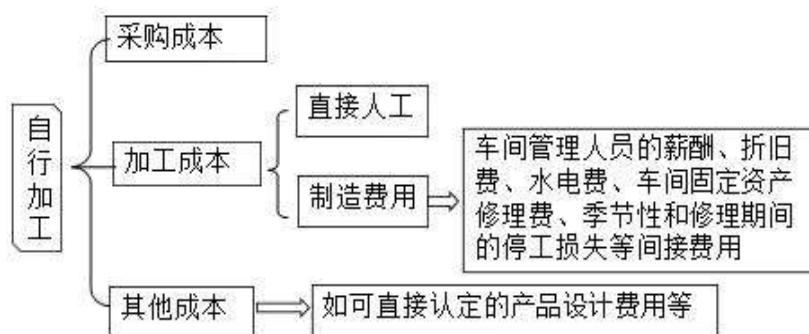 自行加工
采购成本
加工成本
直接人工
制造费用
车间管理人员的薪酬、折旧
费、水电费、车间固定资产
修理费、季节性和修理期间
的停工损失等间接费用
其他成本
如可直接认定的产品设计费用等